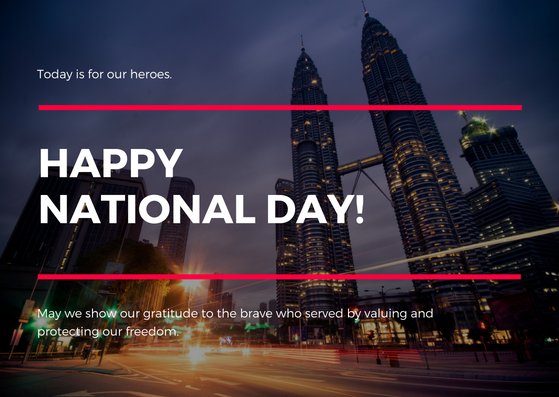 Today is for our heroes.
HAPPY
NATIONAL DAY!
May we show our gratitude to the brave who served by valuing and
protecting our freedom.